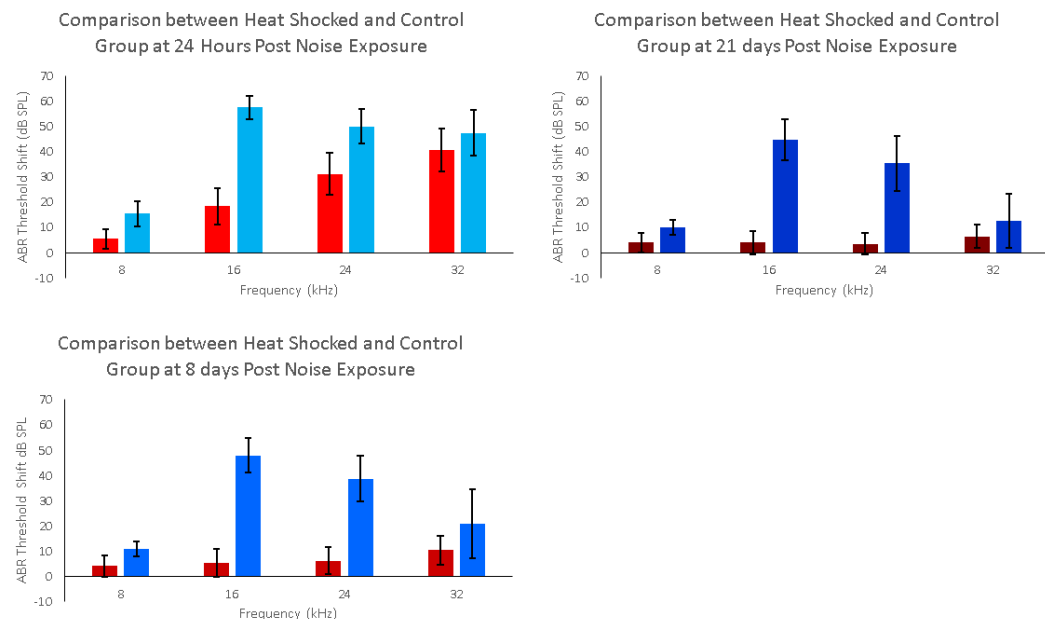 Comparison between Heat Shocked and Control
Group at 24 Hours Post Noise Exposure
ABR Threshold Shift (dB SPL)
70
60
50
40
30
20
10
0
-10
8 16 24 32
Frequency (kHz)
Comparison between Heat Shocked and Control
Group at 21 days Post Noise Exposure
ABR Threshold Shift (dB SPL)
70
60
50
40
30
20
10
0
-10
8 16 24 32
Frequency (kHz)
Comparison between Heat Shocked and Control
Group at 8 days Post Noise Exposure
ABR Threshold Shift dB SPL
70
60
50
40
30
20
10
0
-10
8 16 24 32
Frequency (kHz)